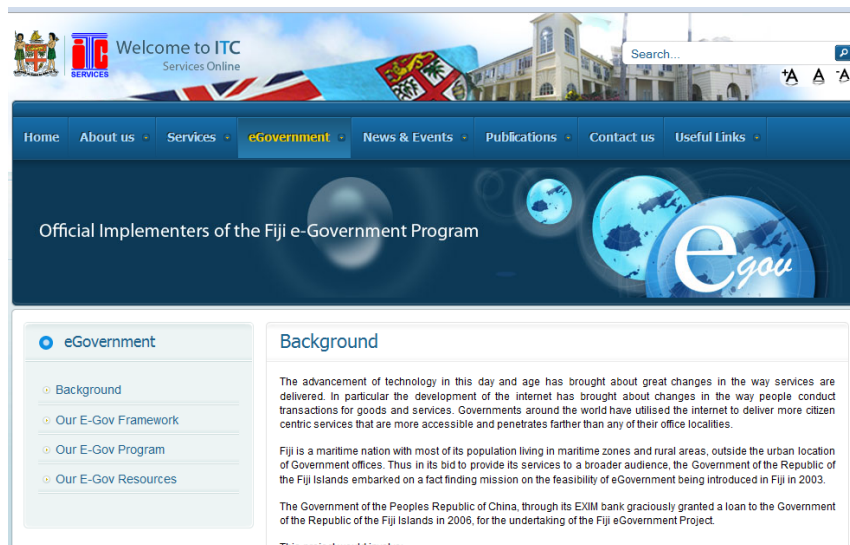 Welcome to ITC
Services Online
iTC
SERVICES
Search...
+A A -A
Home About us Services eGovernment News & Events Publications Contact us Useful Links
Official Implementers of the Fiji e-Government Program
e gov
eGovernment
Background
Our E-Gov Framework
Our E-Gov Program
Our E-Gov Resources
Background
The advancement of technology in this day and age has brought about great changes in the way services are
delivered. In particular the development of the internet has brought about changes in the way people conduct
transactions for goods and services. Governments around the world have utilised the internet to deliver more citizen
centric services that are more accessible and penetrates farther than any of their office localities.
Fiji is a maritime nation with most of its population living in maritime zones and rural areas, outside the urban location
of Government offices. Thus in its bid to provide its services to a broader audience, the Government of the Republic of
the Fiji Islands embarked on a fact finding mission on the feasibility of eGovernment being introduced in Fiji in 2003.
The Government of the Peoples Republic of China, through its EXIM bank graciously granted a loan to the Government
of the Republic of the Fiji Islands in 2006, for the undertaking of the Fiji eGovernment Project.